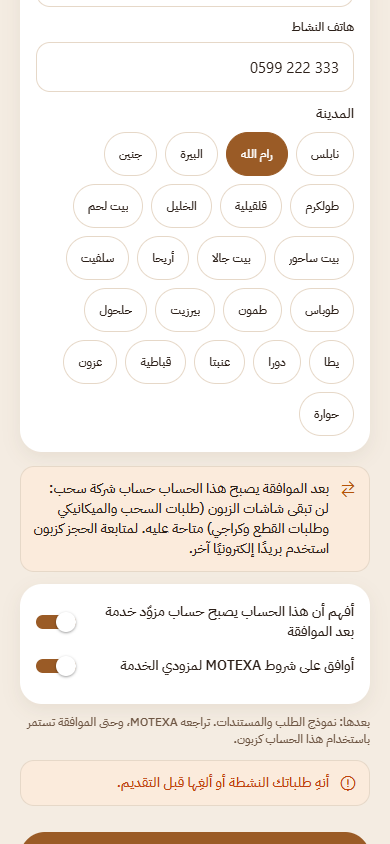 هاتف النشاط
0599 222 333
المدينة
نابلس رام الله البيرة جنين
طولكرم قلقيلية الخليل بيت لحم
بيت ساحور بيت جالا أريحا سلفيت
طوباس طمون بيرزيت حلحول
يطا دورا عنبتا قباطية عزون
حوارة
بعد الموافقة يصبح هذا الحساب حساب شركة سحب:
لن تبقى شاشات الزبون (طلبات السحب والميكانيكي
وطلبات القطع وكراجي) متاحة عليه. لمتابعة الحجز كزبون
استخدم بريدًا إلكترونيًا آخر.
أفهم أن هذا الحساب يصبح حساب مزوّد خدمة
بعد الموافقة
أوافق على شروط MOTEXA لمزودي الخدمة
بعدها: نموذج الطلب والمستندات. تراجعه MOTEXA، وحتى الموافقة تستمر
باستخدام هذا الحساب كزبون.
أنهِ طلباتك النشطة أو ألغِها قبل التقديم.